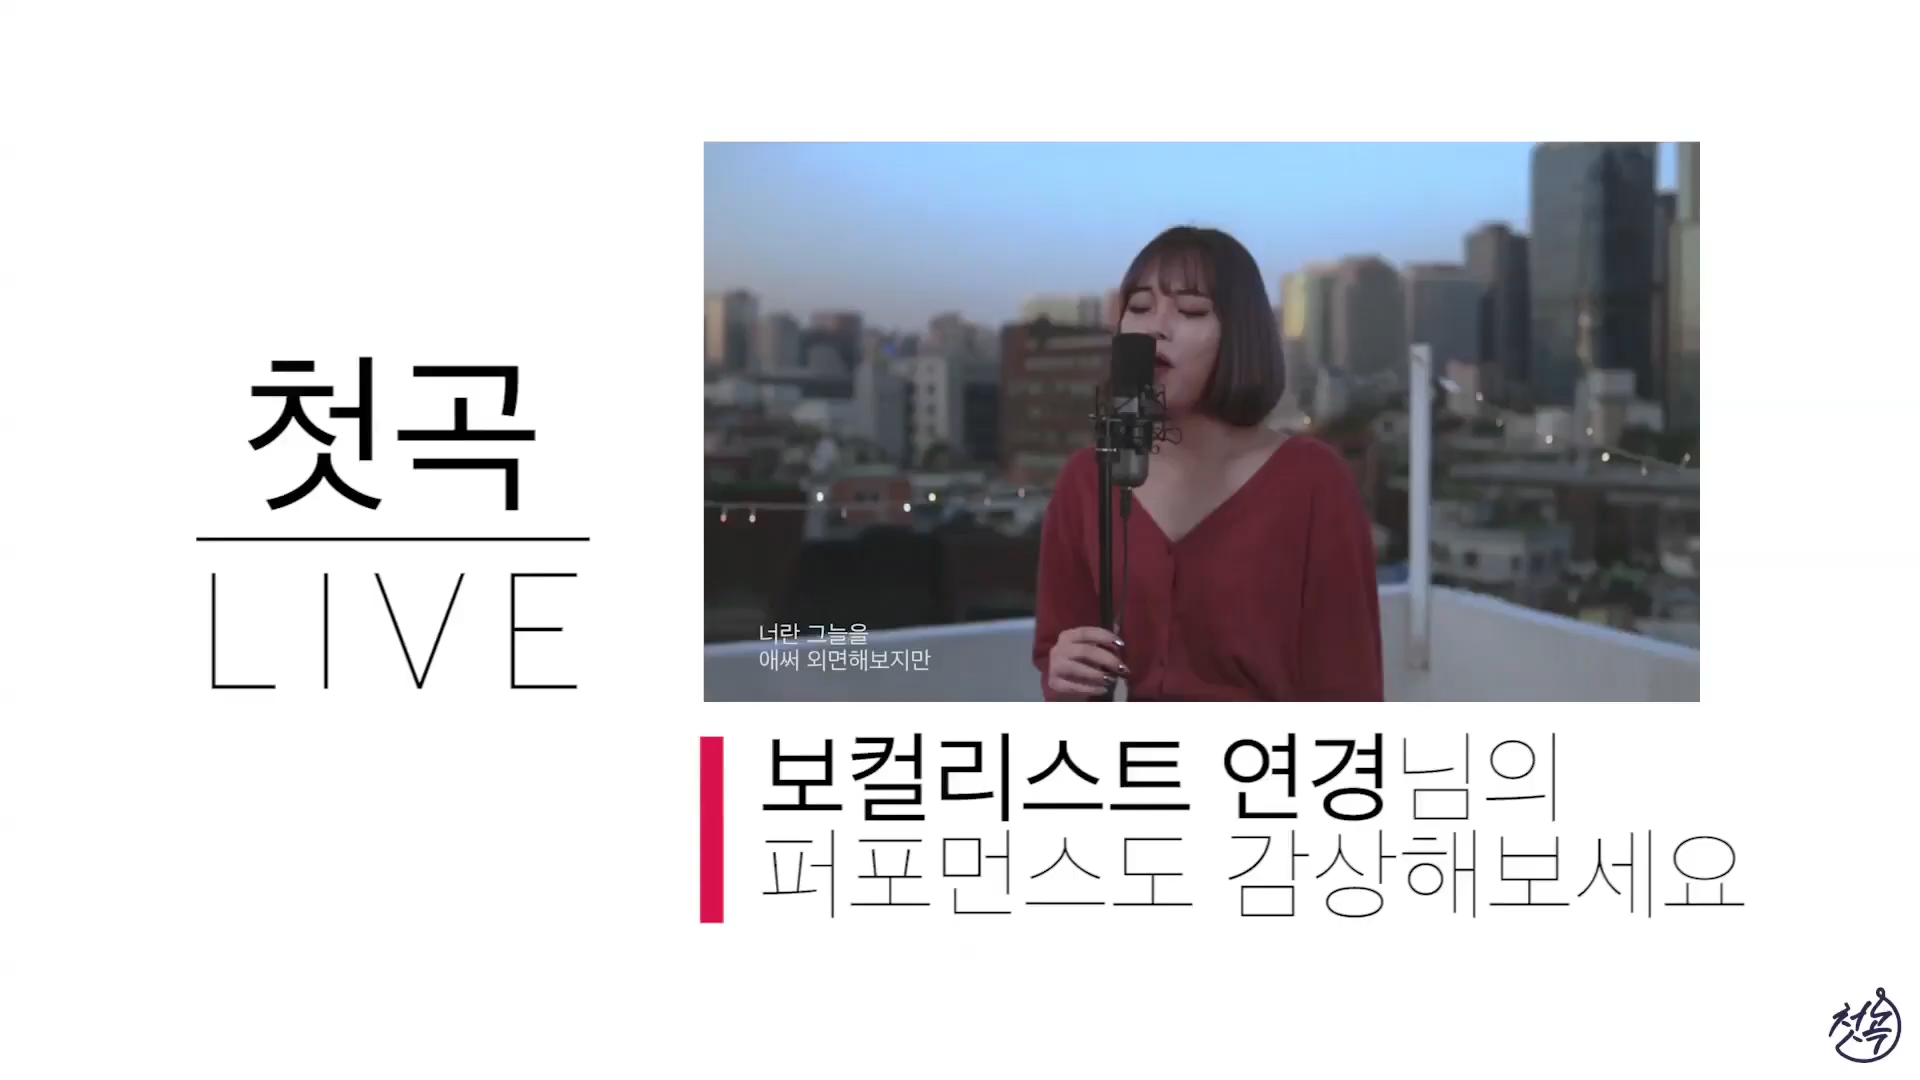 첫곡
LIVE
너란 그늘을
애써 외면해보지만
보컬리스트 연경님의
퍼포먼스도 감상해보세요
첫곡